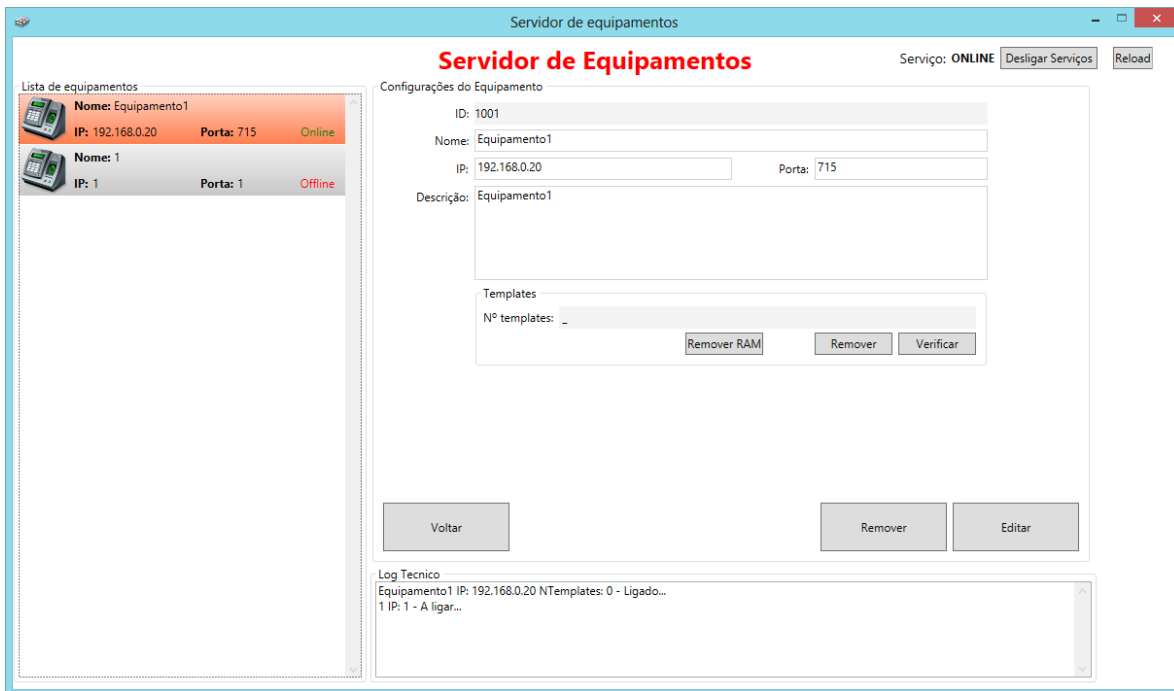 Servidor de equipamentos
Servidor de Equipamentos
Serviço: ONLINE Desligar Serviços Reload
Lista de equipamentos
Nome: Equipamento1
IP: 192.168.0.20 Porta: 715 Online
Nome: 1
IP: 1 Porta: 1 Offline
Configurações do Equipamento
ID: 1001
Nome: Equipamento1
IP: 192.168.0.20 Porta: 715
Descrição: Equipamento1
Templates
Nº templates: _
Remover RAM Remover Verificar
Voltar Remover Editar
Log Tecnico
Equipamento1 IP: 192.168.0.20 NTemplates: 0 - Ligado...
1 IP: 1 - A ligar...